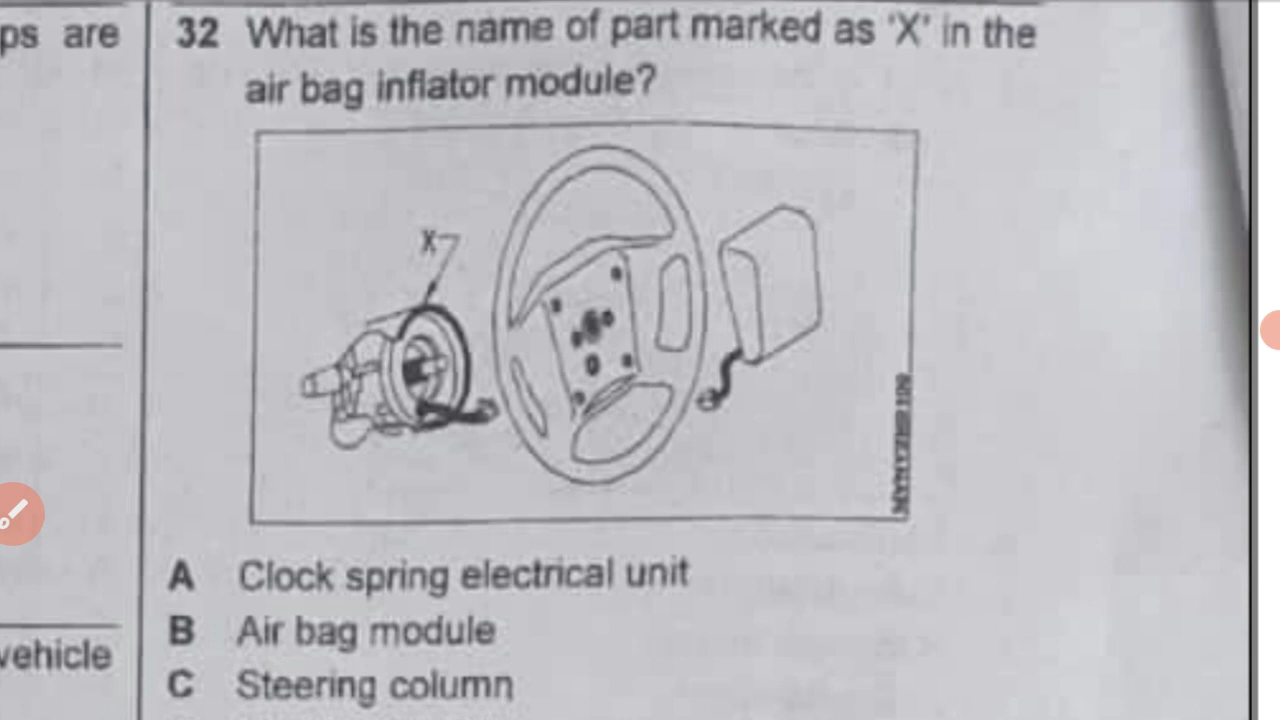 ps are
32 What is the name of part marked as 'X' in the
air bag inflator module?
X
A Clock spring electrical unit
B Air bag module
C Steering column
vehicle